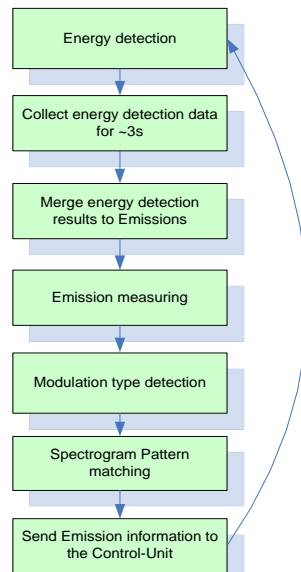 Energy detection
Collect energy detection data
for ~3s
Merge energy detection
results to Emissions
Emission measuring
Modulation type detection
Spectrogram Pattern
matching
Send Emission information to
the Control-Unit